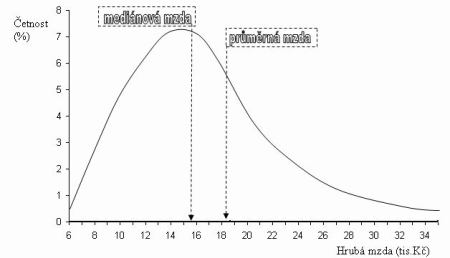 Četnost
(%)
8
mediánová mzda
7
průměrná mzda
6
5
4
3
2
1
0
6 8 10 12 14 16 18 20 22 24 26 28 30 32 34
Hrubá mzda (tis.Kč)